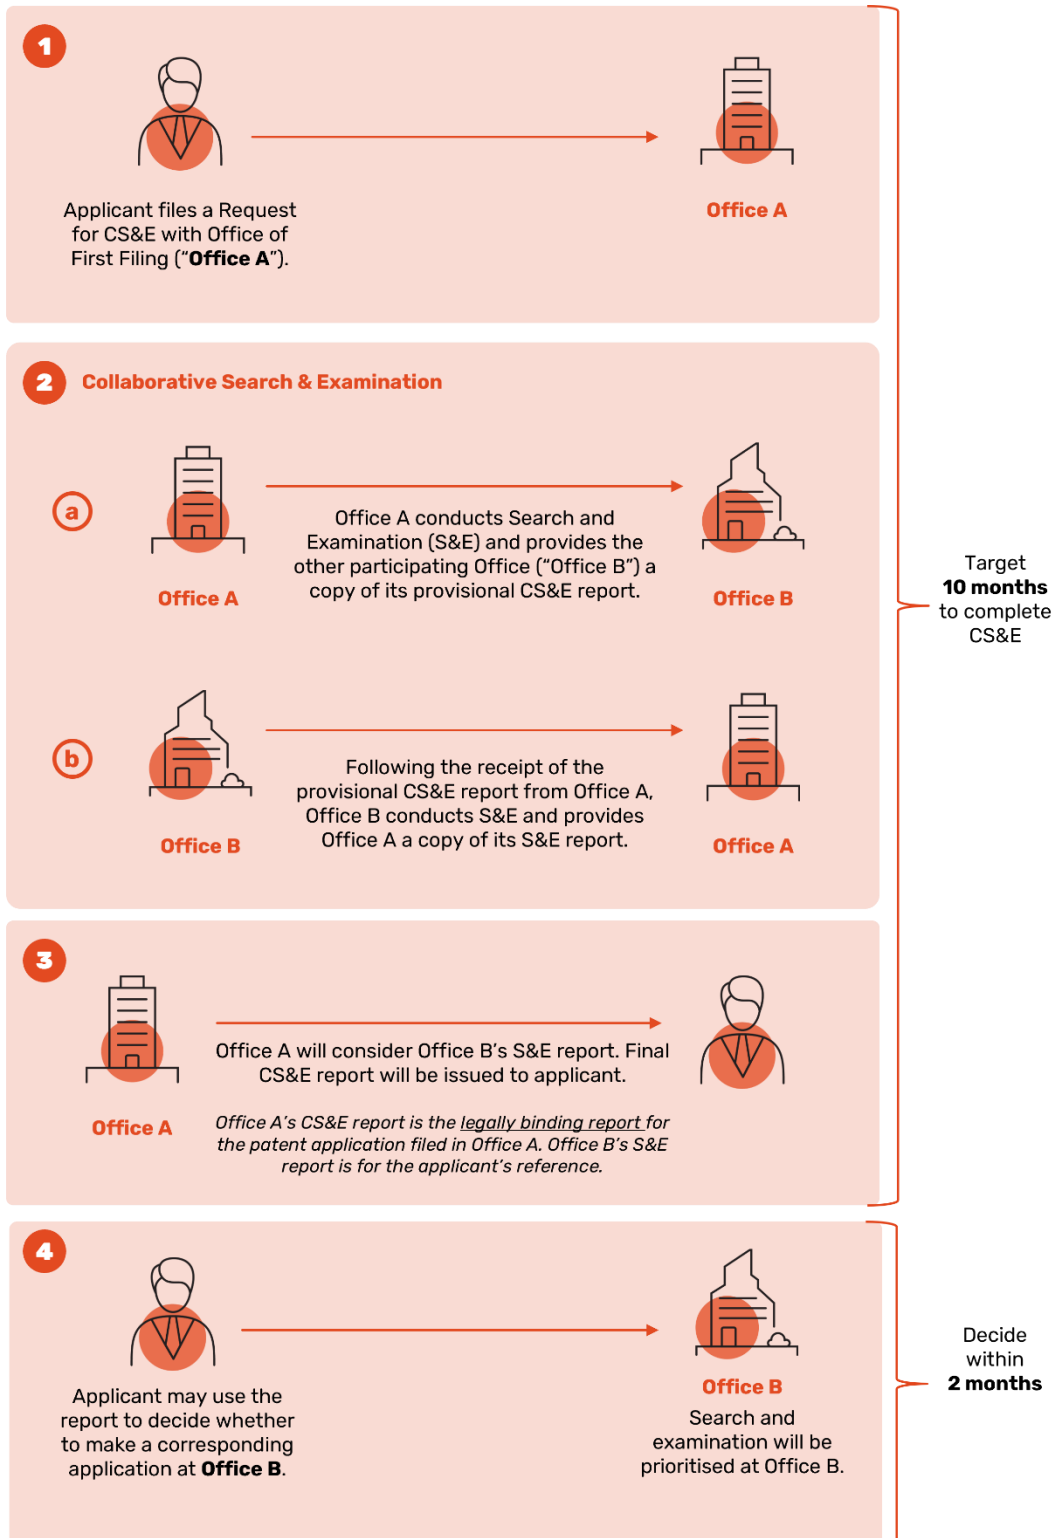 1
Applicant files a Request
for CS&E with Office of
First Filing (“Office A”).
Office A
2 Collaborative Search & Examination
a
Office A
Office A conducts Search and
Examination (S&E) and provides the
other participating Office (“Office B”) a
copy of its provisional CS&E report.
Office B
b
Office B
Following the receipt of the
provisional CS&E report from Office A,
Office B conducts S&E and provides
Office A a copy of its S&E report.
Office A
3
Office A
Office A will consider Office B’s S&E report. Final
CS&E report will be issued to applicant.
Office A’s CS&E report is the legally binding report for
the patent application filed in Office A. Office B’s S&E
report is for the applicant’s reference.
Target
10 months
to complete
CS&E
4
Applicant may use the
report to decide whether
to make a corresponding
application at Office B.
Office B
Search and
examination will be
prioritised at Office B.
Decide
within
2 months